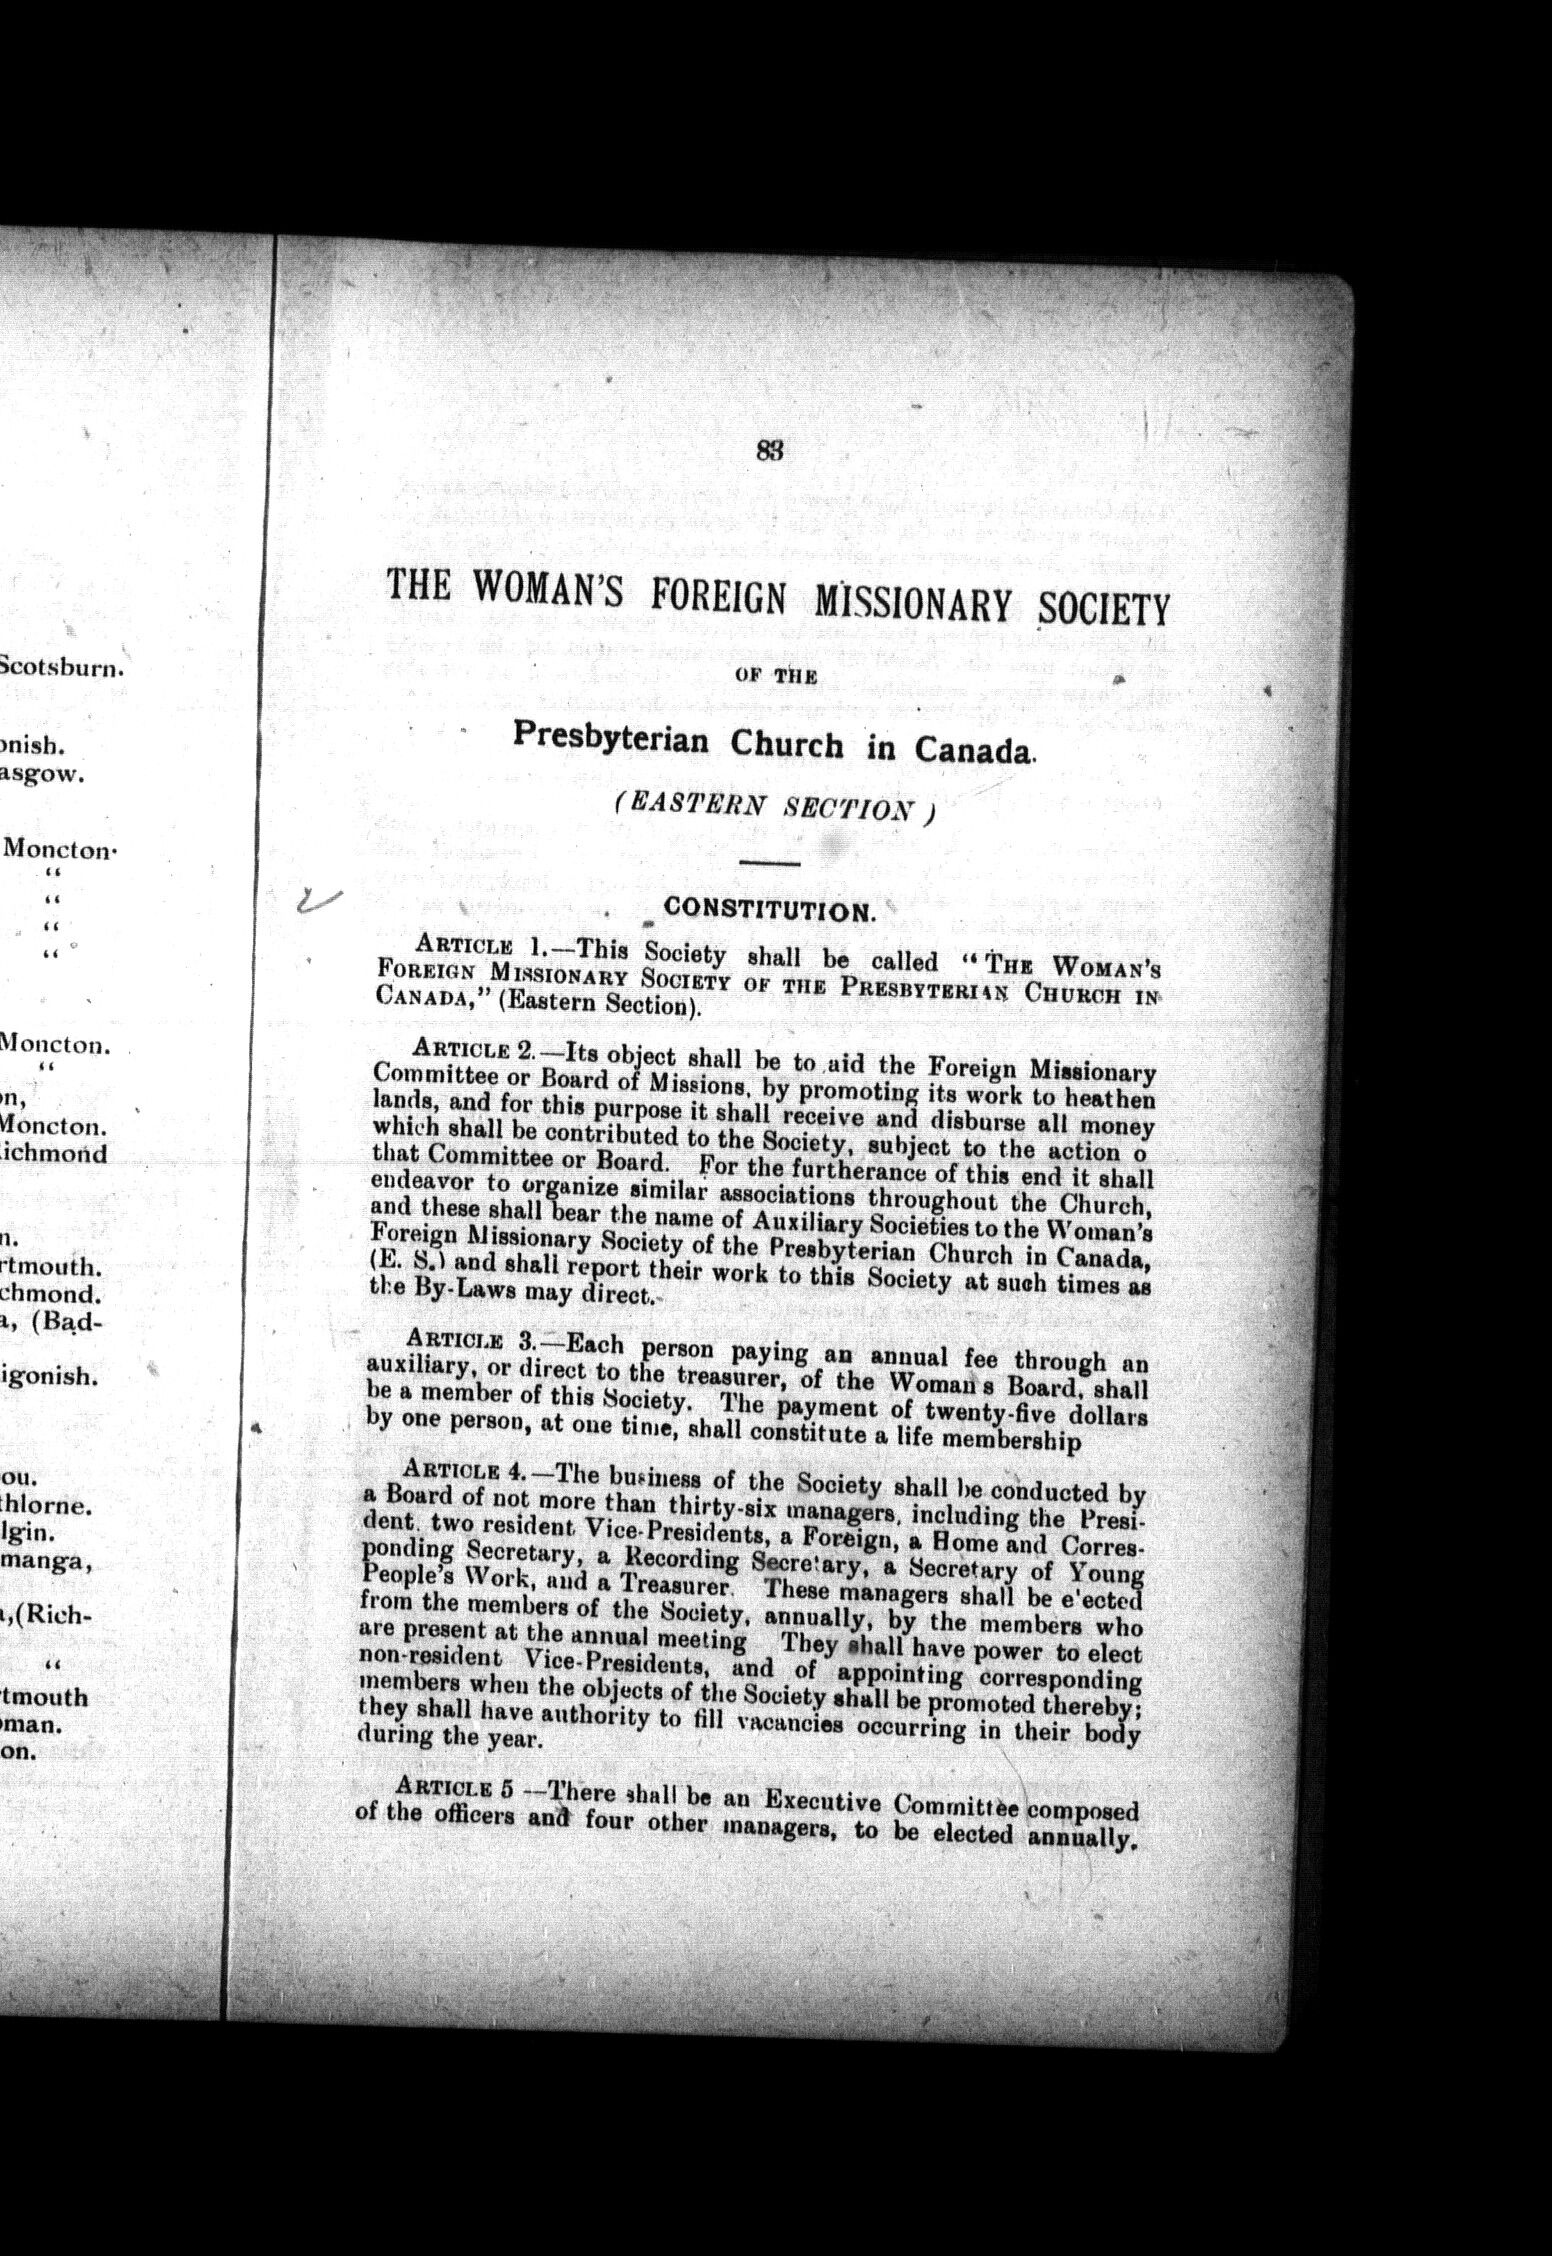 Scotsburn.
onish.
asgow.
Moncton.
“
“
“
“
Moncton.
“
on,
Moncton.
ichmond
n.
rtmouth.
chmond.
a, (Bad-
igonish.
ou.
thlorne.
lgin.
manga,
a,(Rich-
“
tmouth
oman.
on.
83
THE WOMAN'S FOREIGN MISSIONARY SOCIETY
OF THE
Presbyterian Church in Canada.
(EASTERN SECTION)
CONSTITUTION.
ARTICLE 1.—This Society shall be called “THE WOMAN'S
FOREIGN MISSIONARY SOCIETY OF THE PRESBYTERIAN CHURCH IN
CANADA,” (Eastern Section).
ARTICLE 2.—Its object shall be to aid the Foreign Missionary
Committee or Board of Missions, by promoting its work to heathen
lands, and for this purpose it shall receive and disburse all money
which shall be contributed to the Society, subject to the action o
that Committee or Board. For the furtherance of this end it shall
endeavor to organize similar associations throughout the Church,
and these shall bear the name of Auxiliary Societies to the Woman's
Foreign Missionary Society of the Presbyterian Church in Canada,
(E. S.) and shall report their work to this Society at such times as
the By-Laws may direct.
ARTICLE 3.—Each person paying an annual fee through an
auxiliary, or direct to the treasurer, of the Woman s Board, shall
be a member of this Society. The payment of twenty-five dollars
by one person, at one time, shall constitute a life membership
ARTICLE 4.—The business of the Society shall be conducted by
a Board of not more than thirty-six managers, including the Presi-
dent, two resident Vice-Presidents, a Foreign, a Home and Corres-
ponding Secretary, a Recording Secretary, a Secretary of Young
People's Work, and a Treasurer. These managers shall be e'ected
from the members of the Society, annually, by the members who
are present at the annual meeting They shall have power to elect
non-resident Vice-Presidents, and of appointing corresponding
members when the objects of the Society shall be promoted thereby;
they shall have authority to fill vacancies occurring in their body
during the year.
ARTICLE 5 —There shall be an Executive Committee composed
of the officers and four other managers, to be elected annually.